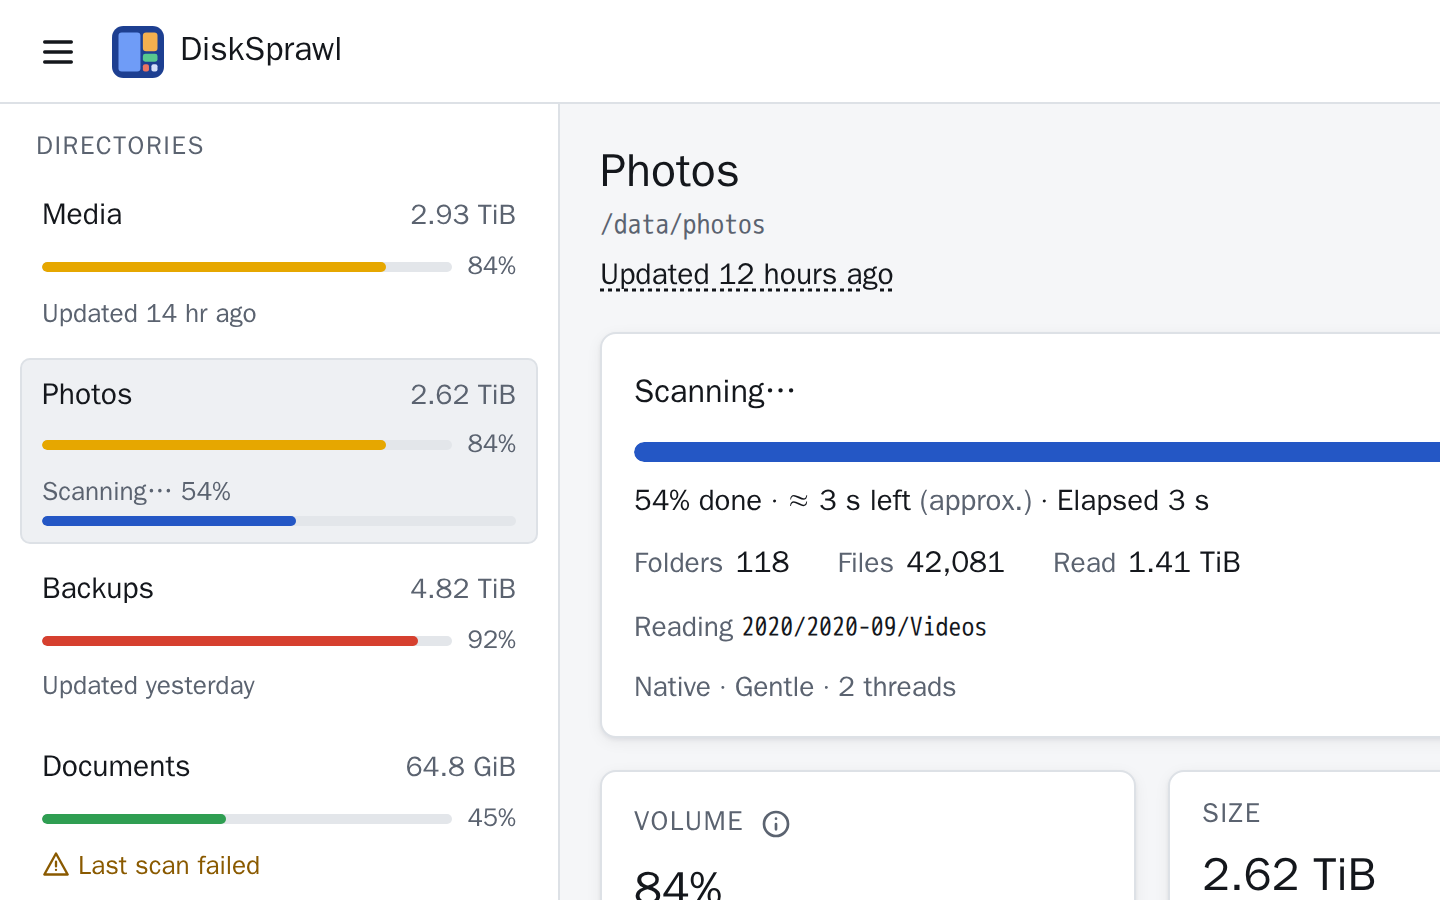 DiskSprawl
DIRECTORIES
Media 2.93 TiB
84%
Updated 14 hr ago
Photos 2.62 TiB
84%
Scanning··· 54%
Backups 4.82 TiB
92%
Updated yesterday
Documents 64.8 GiB
45%
Last scan failed
Photos
/data/photos
Updated 12 hours ago
Scanning···
54% done · ≈ 3 s left (approx.) · Elapsed 3 s
Folders 118 Files 42,081 Read 1.41 TiB
Reading 2020/2020-09/Videos
Native · Gentle · 2 threads
VOLUME
84%
SIZE
2.62 TiB